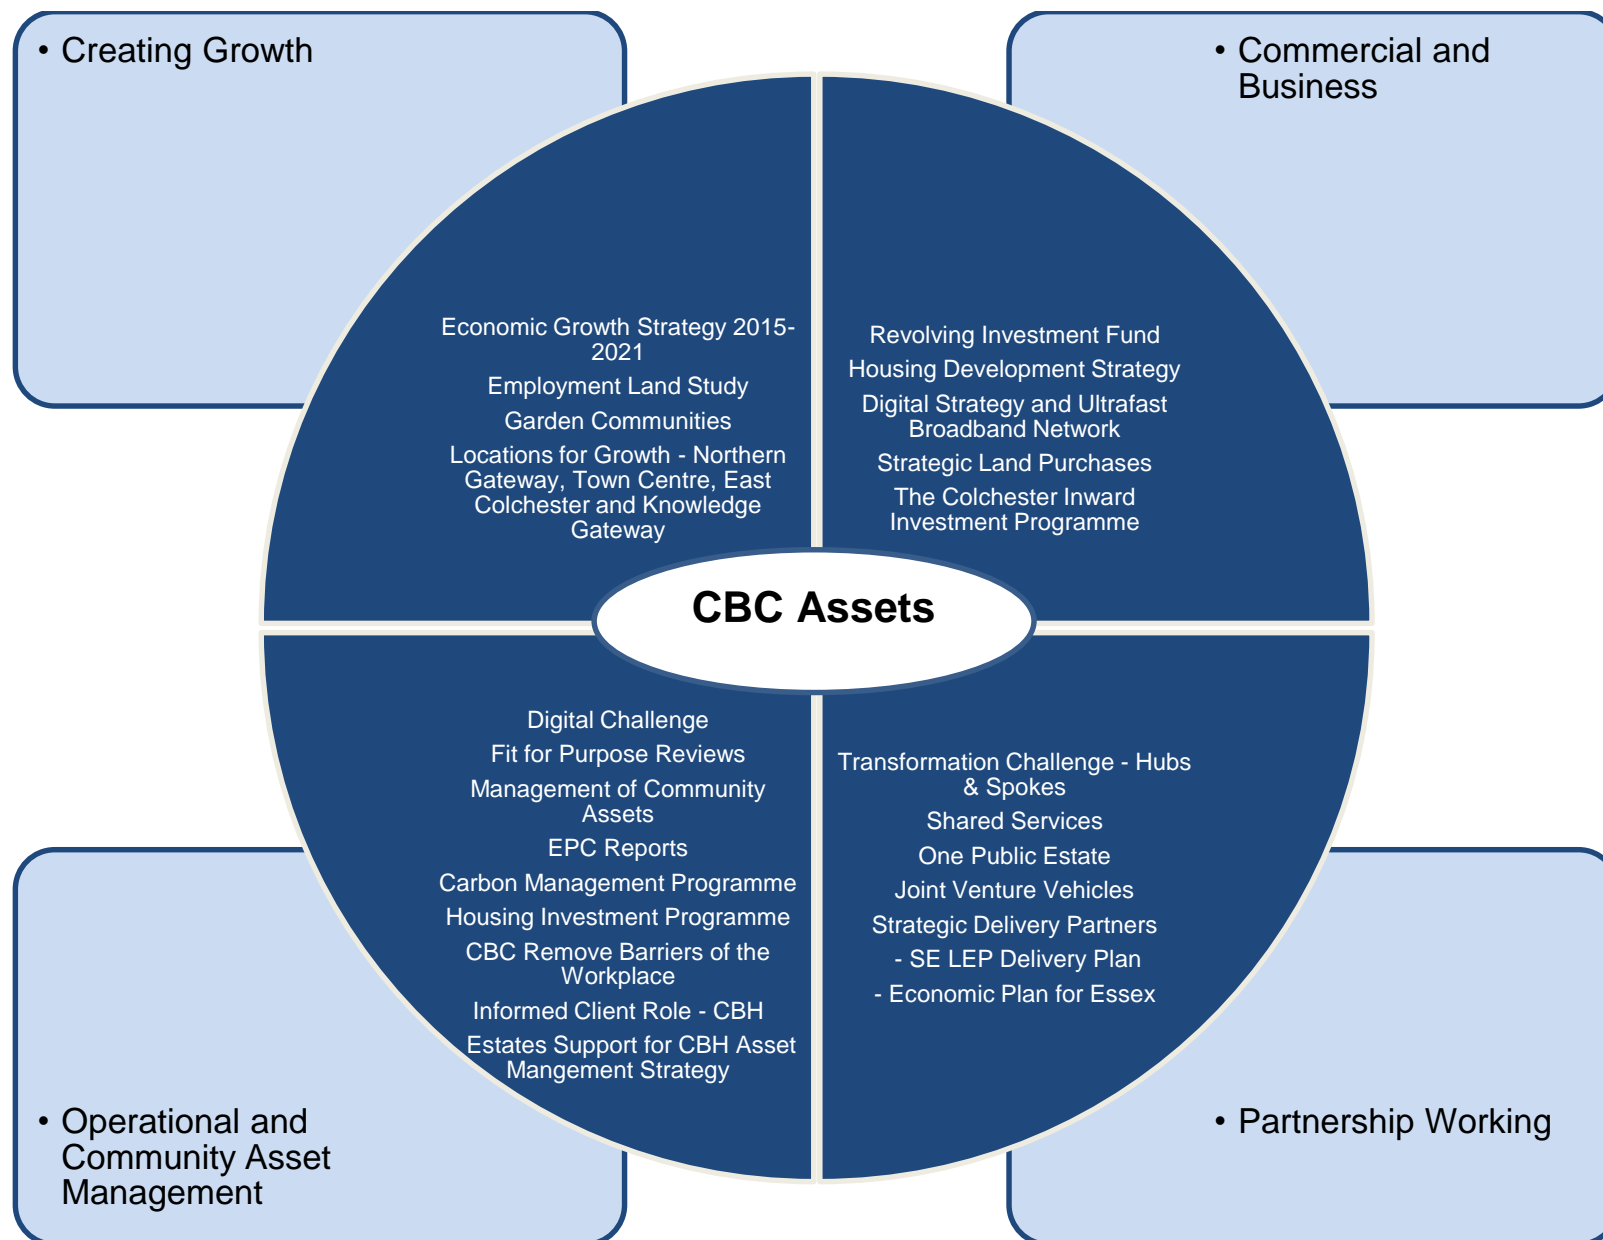 • Creating Growth
• Commercial and
Business
Economic Growth Strategy 2015-
2021
Employment Land Study
Garden Communities
Locations for Growth - Northern
Gateway, Town Centre, East
Colchester and Knowledge
Gateway
Revolving Investment Fund
Housing Development Strategy
Digital Strategy and Ultrafast
Broadband Network
Strategic Land Purchases
The Colchester Inward
Investment Programme
CBC Assets
Digital Challenge
Fit for Purpose Reviews
Management of Community
Assets
EPC Reports
Carbon Management Programme
Housing Investment Programme
CBC Remove Barriers of the
Workplace
Informed Client Role - CBH
Estates Support for CBH Asset
Mangement Strategy
Transformation Challenge - Hubs
& Spokes
Shared Services
One Public Estate
Joint Venture Vehicles
Strategic Delivery Partners
- SE LEP Delivery Plan
- Economic Plan for Essex
• Operational and
Community Asset
Management
• Partnership Working